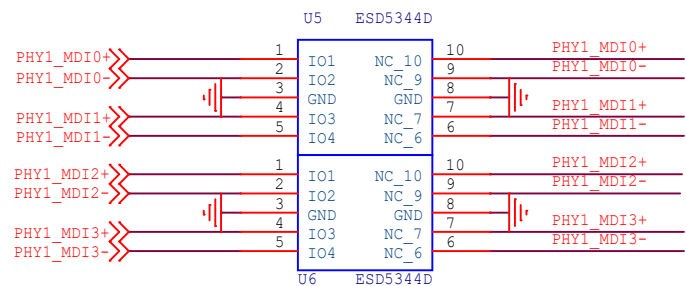 U5 ESD5344D
PHY1_MDI0+ 1 IO1 NC_10 10 PHY1_MDI0+
PHY1_MDI0- 2 IO2 NC_9 9 PHY1_MDI0-
3 GND GND 8
PHY1_MDI1+ 4 IO3 NC_7 7 PHY1_MDI1+
PHY1_MDI1- 5 IO4 NC_6 6 PHY1_MDI1-
PHY1_MDI2+ 1 IO1 NC_10 10 PHY1_MDI2+
PHY1_MDI2- 2 IO2 NC_9 9 PHY1_MDI2-
3 GND GND 8
PHY1_MDI3+ 4 IO3 NC_7 7 PHY1_MDI3+
PHY1_MDI3- 5 IO4 NC_6 6 PHY1_MDI3-
U6 ESD5344D